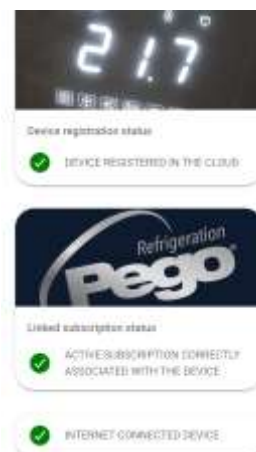 21.7
Device registration status
DEVICE REGISTERED IN THE CLOUD
Refrigeration
Pego
Linked subscription status
ACTIVE SUBSCRIPTION CORRECTLY
ASSOCIATED WITH THE DEVICE
INTERNET CONNECTED DEVICE